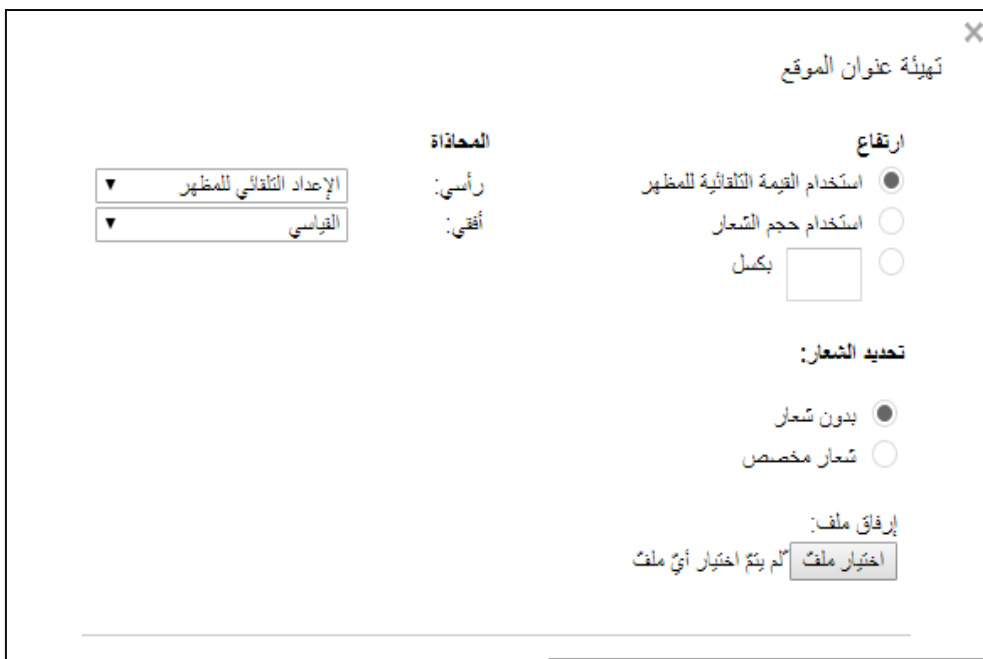 تهيئة عنوان الموقع
ارتفاع
استخدام القيمة التلقائية للمظهر
استخدام حجم الشعار
بكسل
المحاذاة
رأسي: الإعداد التلقائي للمظهر
أفقي: القياسي
تحديد الشعار:
بدون شعار
شعار مخصص
إرفاق ملف:
اختيار ملفّ لم يتمّ اختيار أيّ ملفّ